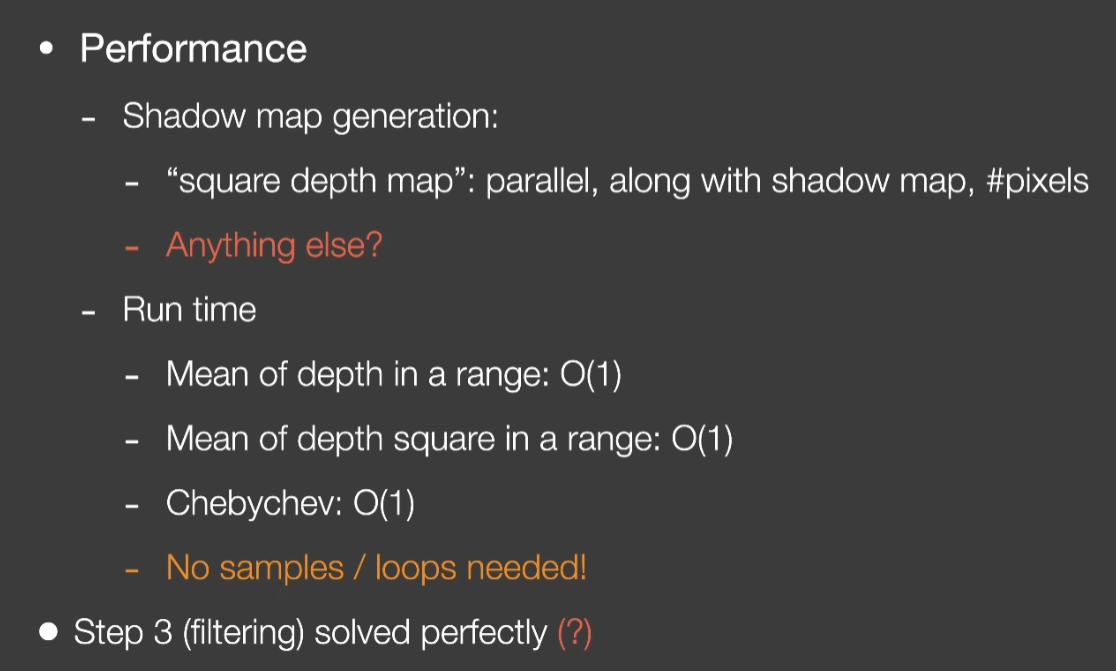 • Performance
- Shadow map generation:
- “square depth map”: parallel, along with shadow map, #pixels
- Anything else?
- Run time
- Mean of depth in a range: O(1)
- Mean of depth square in a range: O(1)
- Chebychev: O(1)
- No samples / loops needed!
● Step 3 (filtering) solved perfectly (?)